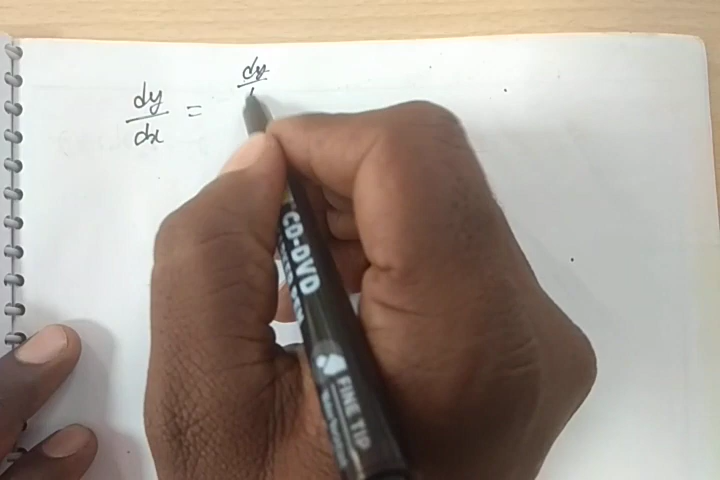 dy/dx = dy/
CD-DVD
FINE TIP